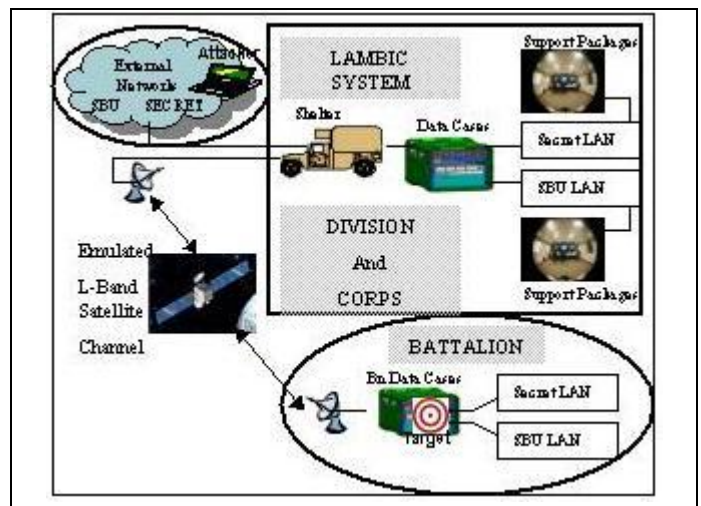 Attacker
External
Network
SBU SECRET
LAMBIC
SYSTEM
Support Packages
Shelter
Data Cases
Secret LAN
SBU LAN
DIVISION
And
CORPS
Support Packages
Emulated
L-Band
Satellite
Channel
BATTALION
Bn Data Cases
Target
Secret LAN
SBU LAN